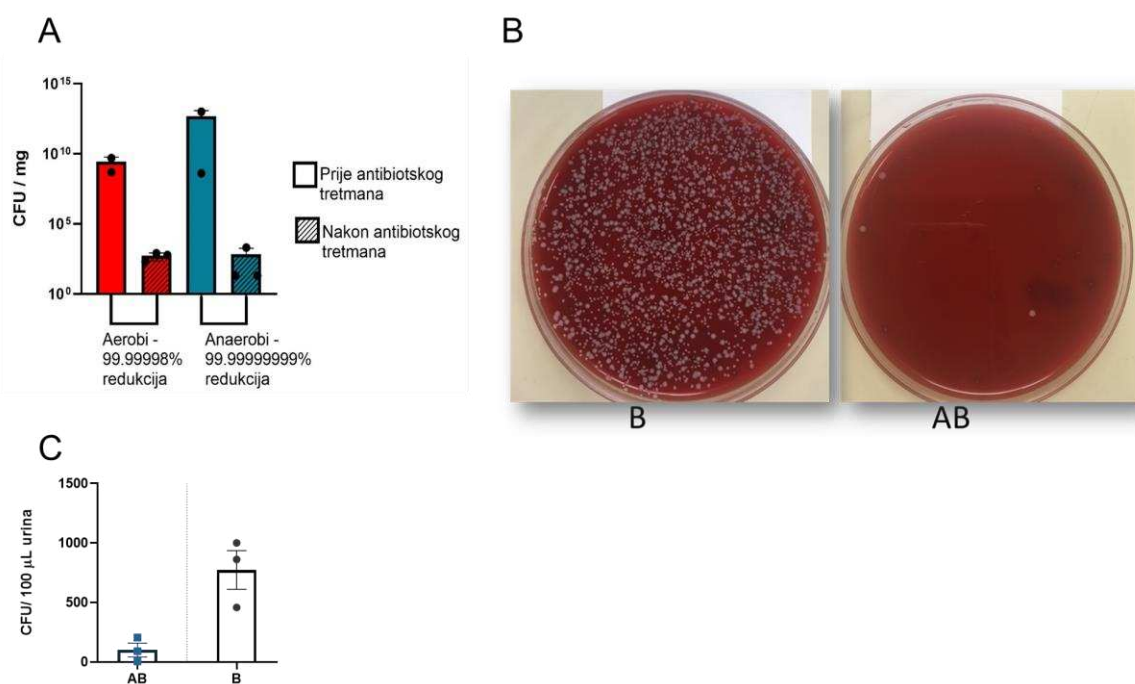 A
B
10^15
10^10
10^5
10^0
CFU / mg
Prije antibiotskog
tretmana
Nakon antibiotskog
tretmana
Aerobi -
99.99998%
redukcija
Anaerobi -
99.99999999%
redukcija
B
AB
C
1500
1000
500
0
CFU/ 100 μL urina
AB
B